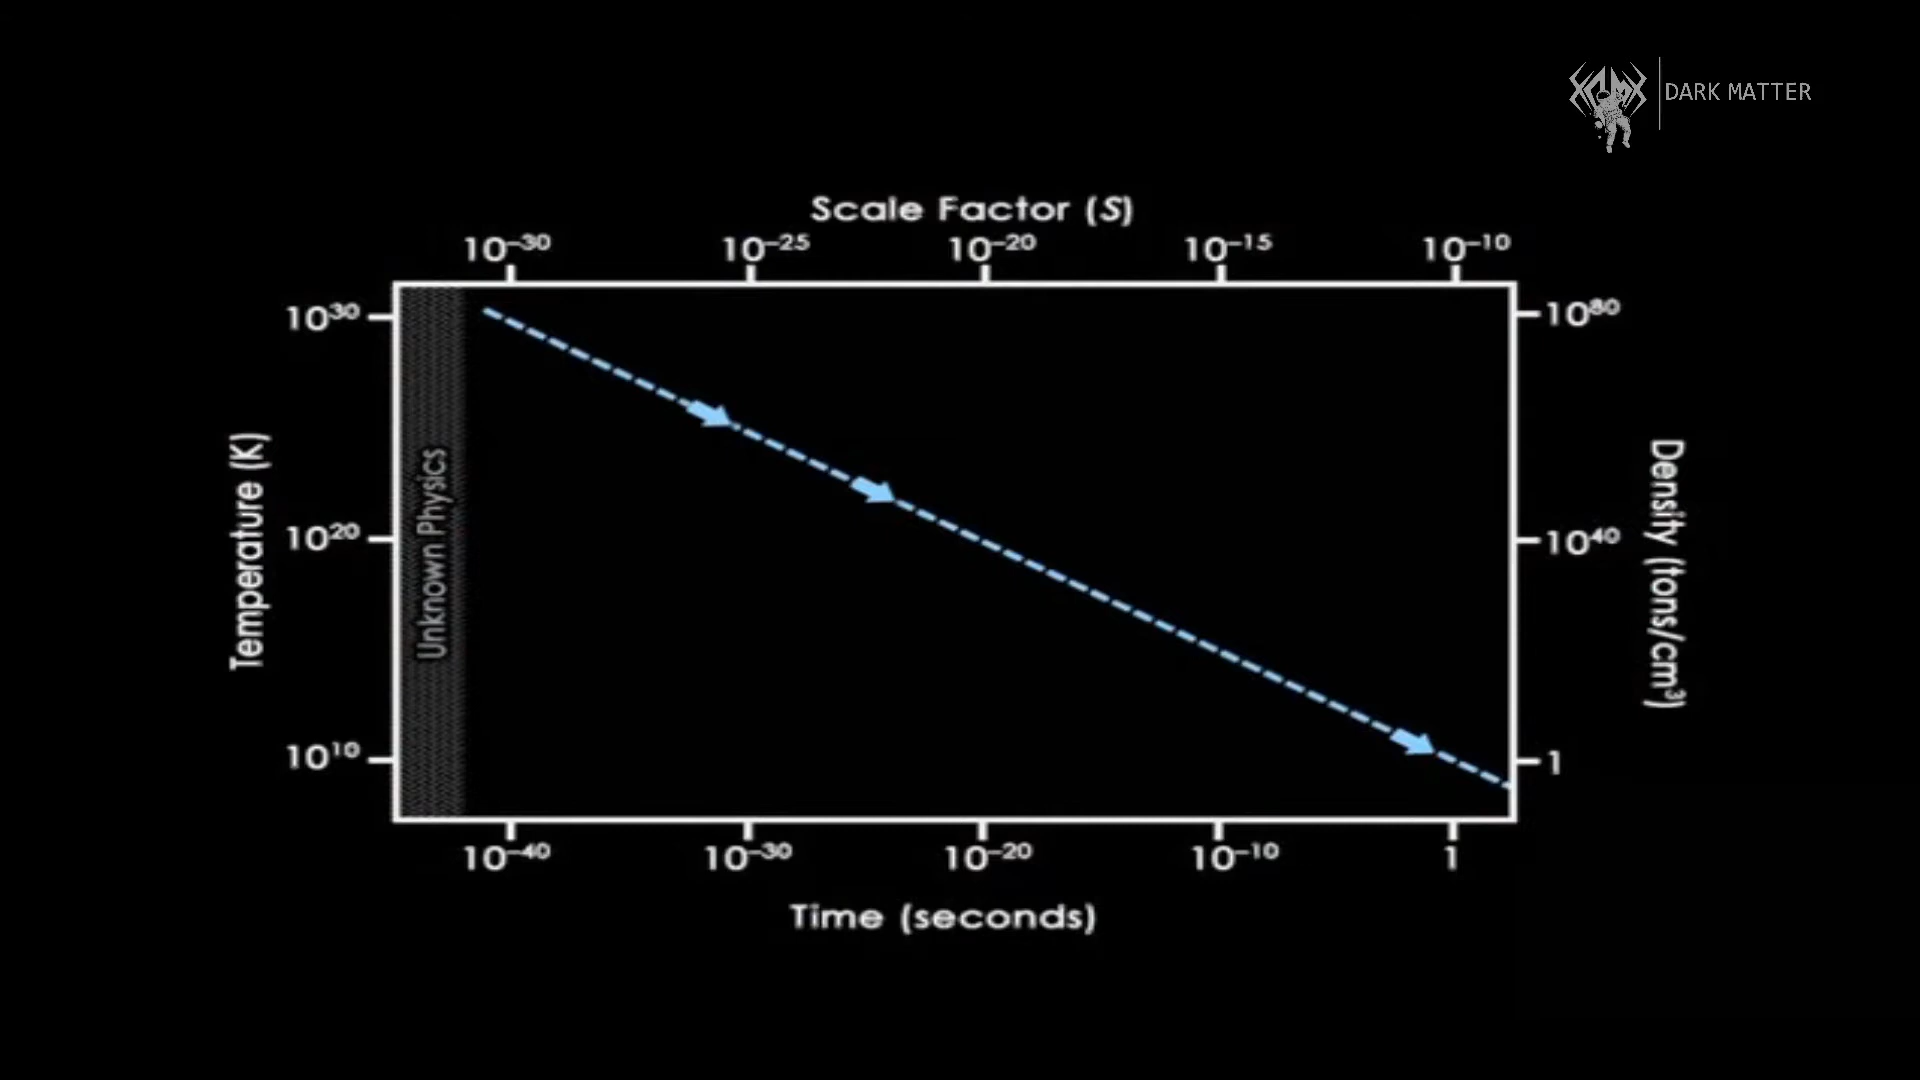 DARK MATTER
Scale Factor (S)
10⁻³⁰ 10⁻²⁵ 10⁻²⁰ 10⁻¹⁵ 10⁻¹⁰
10³⁰
10²⁰
10¹⁰
Temperature (K)
Unknown Physics
10⁸⁰
10⁴⁰
1
Density (tons/cm³)
10⁻⁴⁰ 10⁻³⁰ 10⁻²⁰ 10⁻¹⁰ 1
Time (seconds)